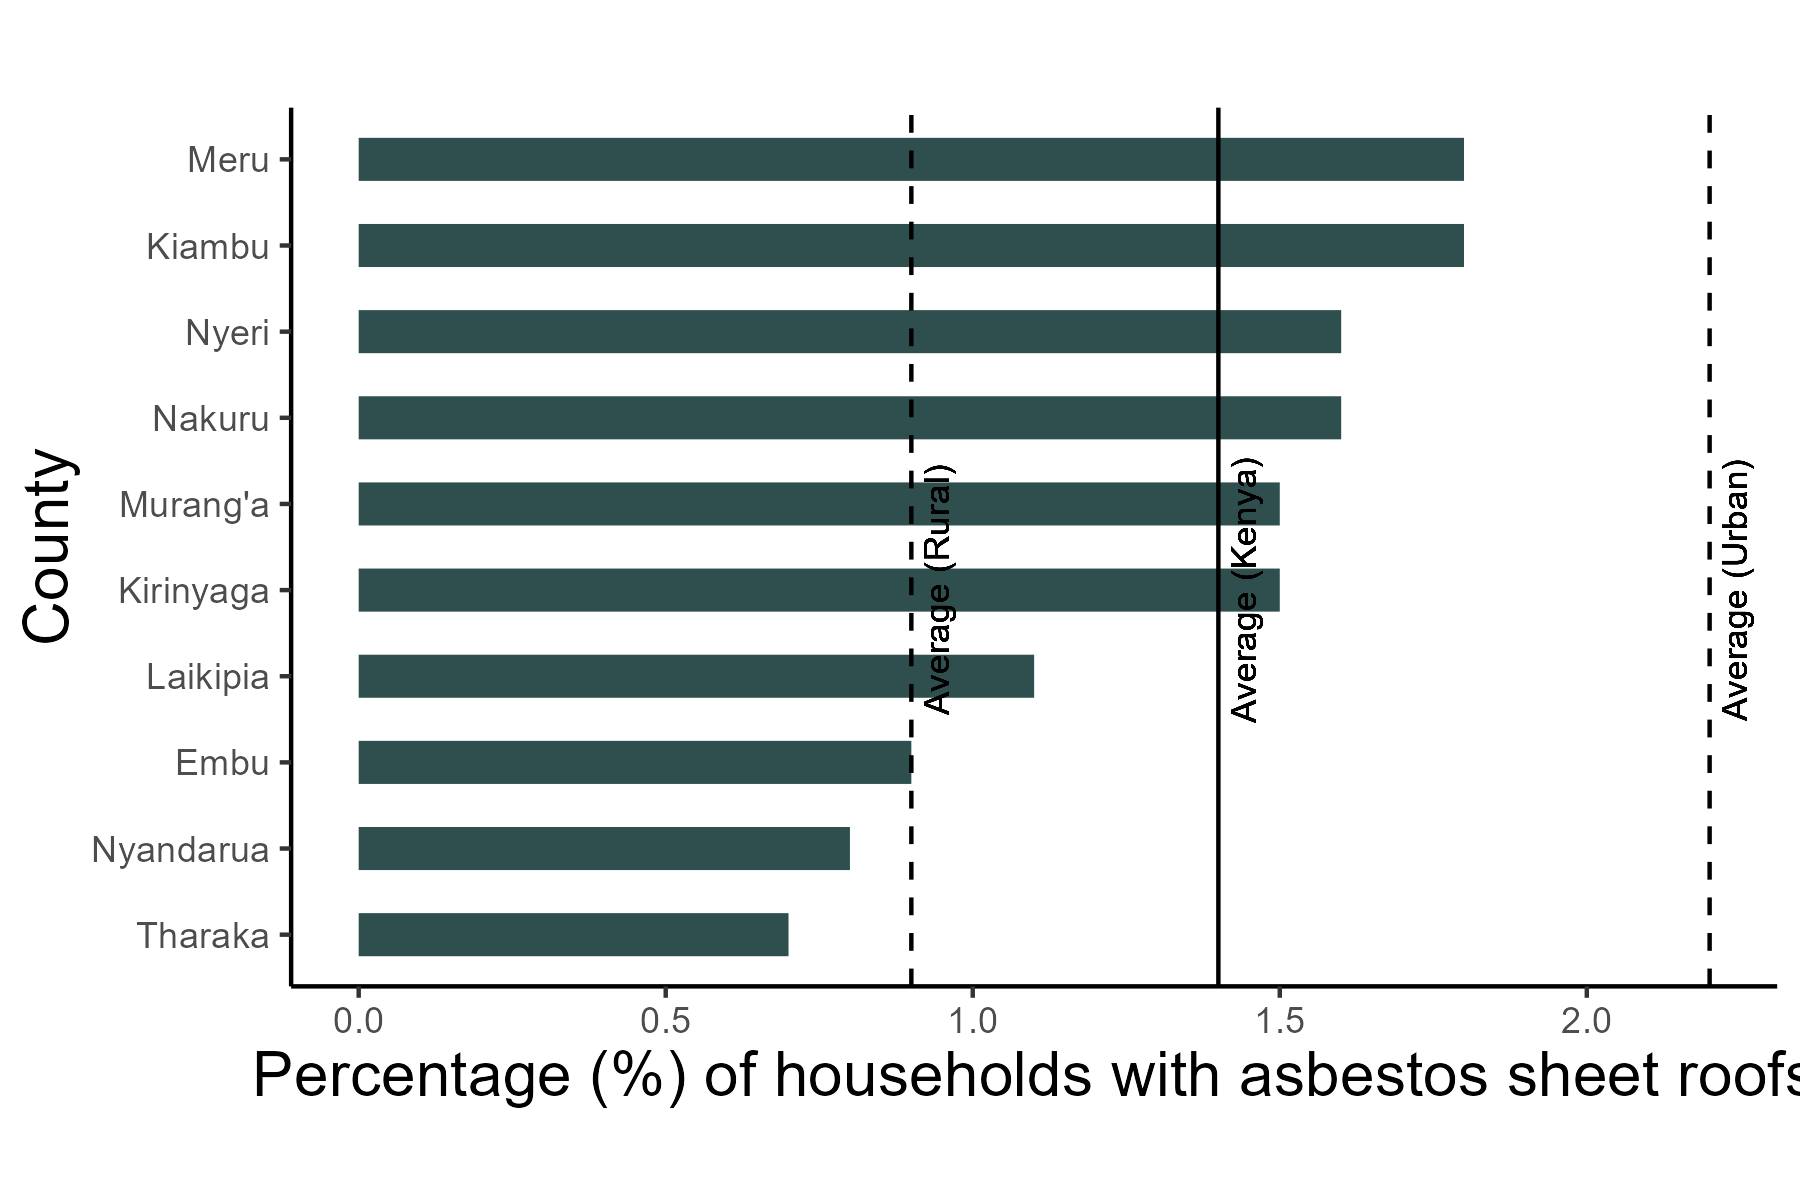 Meru
Kiambu
Nyeri
Nakuru
Murang'a
Kirinyaga
Laikipia
Embu
Nyandarua
Tharaka
County
Average (Rural)
Average (Kenya)
Average (Urban)
0.0 0.5 1.0 1.5 2.0
Percentage (%) of households with asbestos sheet roofs